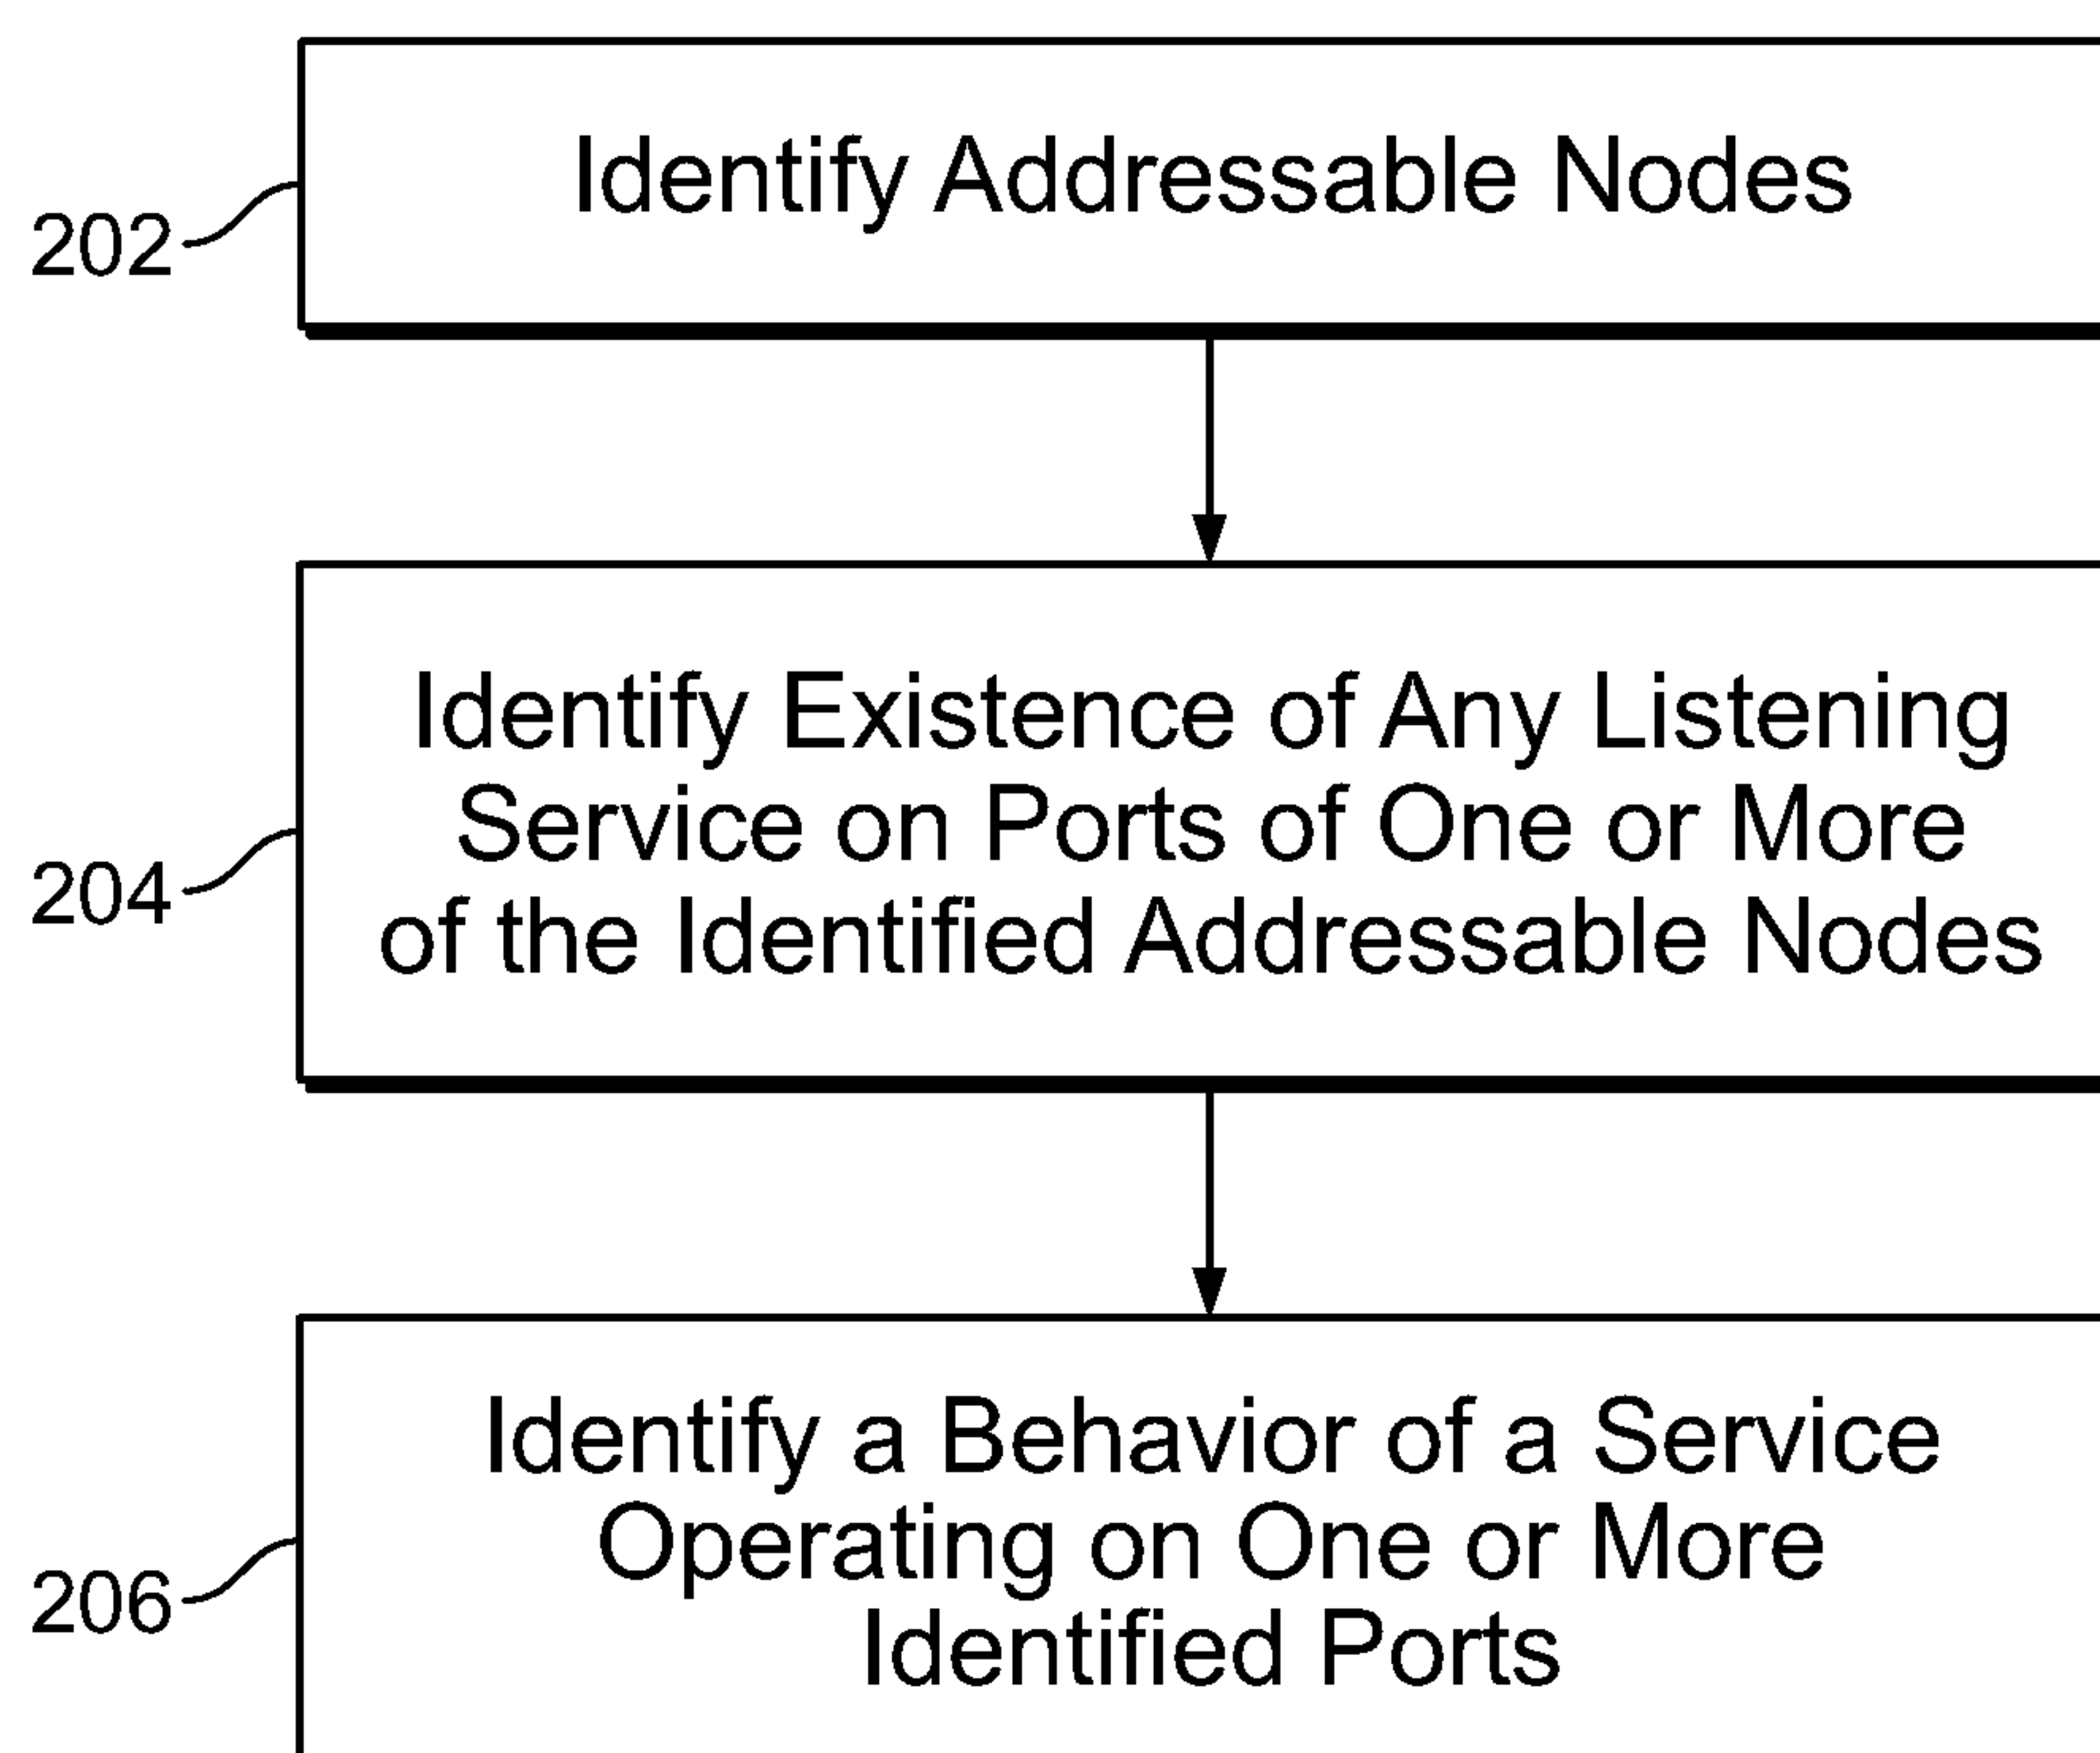 Identify Addressable Nodes
202
Identify Existence of Any Listening
Service on Ports of One or More
of the Identified Addressable Nodes
204
Identify a Behavior of a Service
Operating on One or More
Identified Ports
206